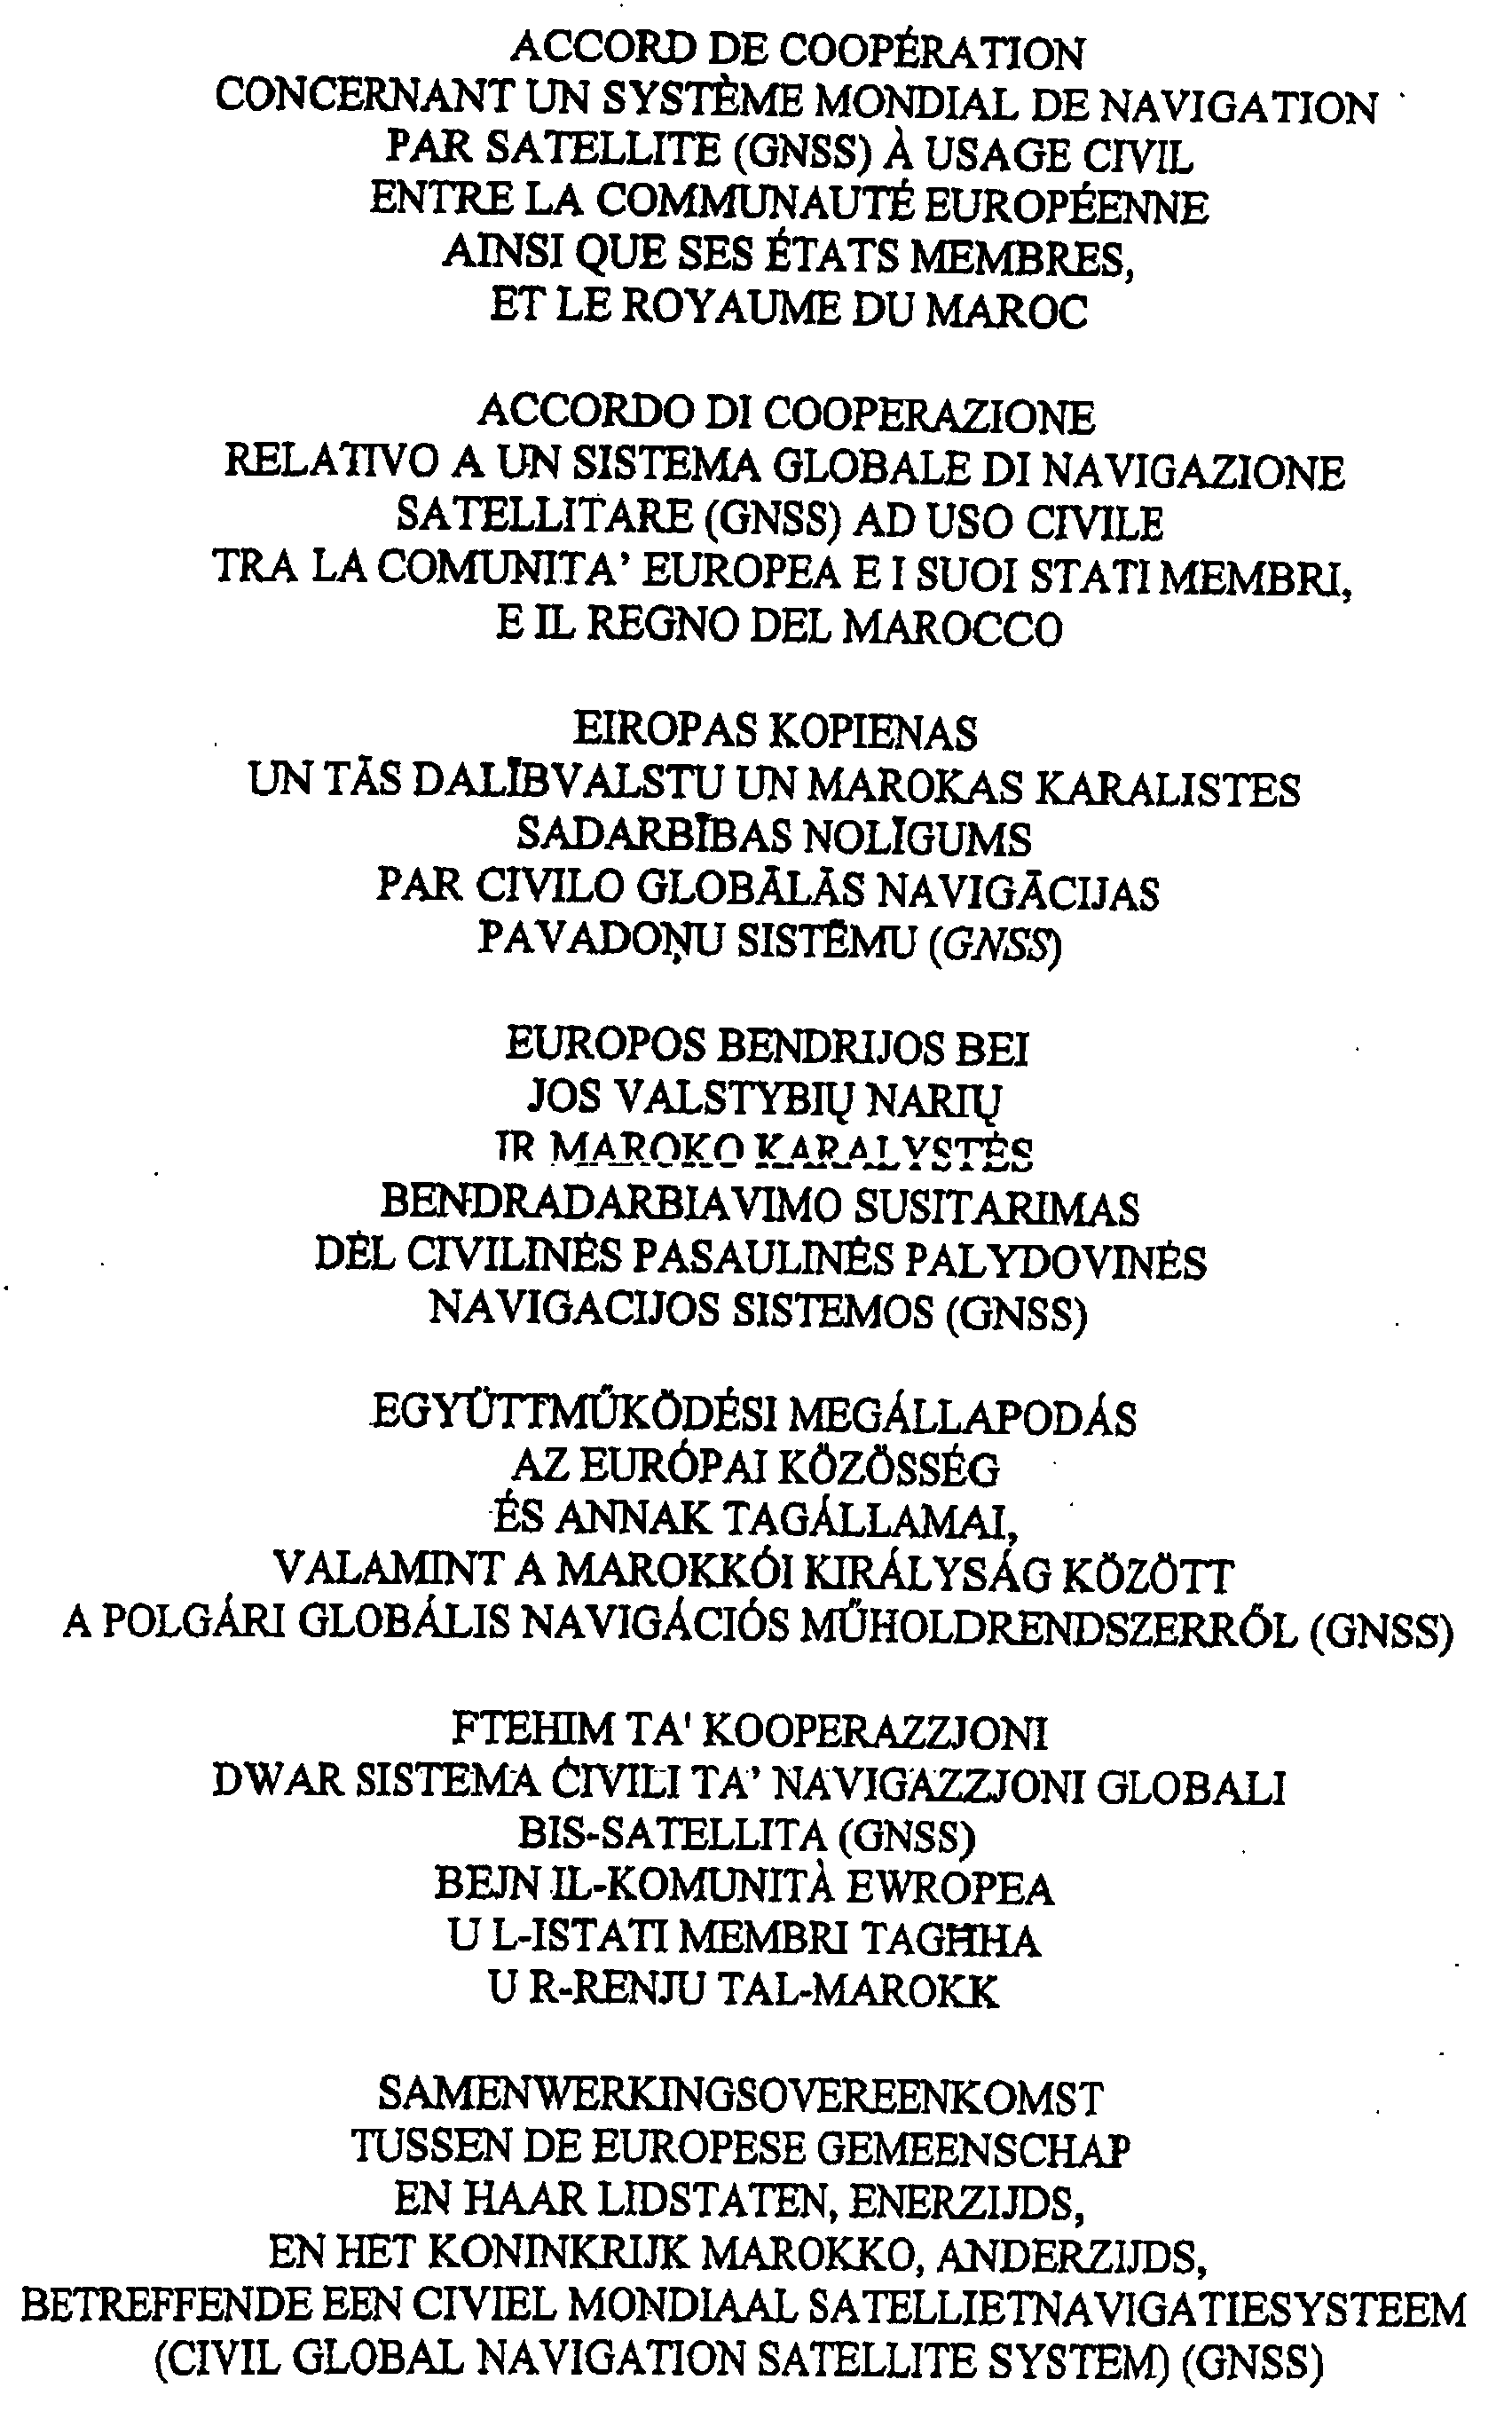 ACCORD DE COOPÉRATION
CONCERNANT UN SYSTÈME MONDIAL DE NAVIGATION
PAR SATELLITE (GNSS) À USAGE CIVIL
ENTRE LA COMMUNAUTÉ EUROPÉENNE
AINSI QUE SES ÉTATS MEMBRES,
ET LE ROYAUME DU MAROC
ACCORDO DI COOPERAZIONE
RELATIVO A UN SISTEMA GLOBALE DI NAVIGAZIONE
SATELLITARE (GNSS) AD USO CIVILE
TRA LA COMUNITA' EUROPEA E I SUOI STATI MEMBRI,
E IL REGNO DEL MAROCCO
EIROPAS KOPIENAS
UN TĀS DALĪBVALSTU UN MAROKAS KARALISTES
SADARBĪBAS NOLĪGUMS
PAR CIVILO GLOBĀLĀS NAVIGĀCIJAS
PAVADOŅU SISTĒMU (GNSS)
EUROPOS BENDRIJOS BEI
JOS VALSTYBIŲ NARIŲ
IR MAROKO KARALYSTĖS
BENDRADARBIAVIMO SUSITARIMAS
DĖL CIVILINĖS PASAULINĖS PALYDOVINĖS
NAVIGACIJOS SISTEMOS (GNSS)
EGYÜTTMŰKÖDÉSI MEGÁLLAPODÁS
AZ EURÓPAI KÖZÖSSÉG
ÉS ANNAK TAGÁLLAMAI,
VALAMINT A MAROKKÓI KIRÁLYSÁG KÖZÖTT
A POLGÁRI GLOBÁLIS NAVIGÁCIÓS MŰHOLDRENDSZERRŐL (GNSS)
FTEHIM TA' KOOPERAZZJONI
DWAR SISTEMA ĊIVILI TA' NAVIGAZZJONI GLOBALI
BIS-SATELLITA (GNSS)
BEJN IL-KOMUNITÀ EWROPEA
U L-ISTATI MEMBRI TAGĦHA
U R-RENJU TAL-MAROKK
SAMENWERKINGSOVEREENKOMST
TUSSEN DE EUROPESE GEMEENSCHAP
EN HAAR LIDSTATEN, ENERZIJDS,
EN HET KONINKRIJK MAROKKO, ANDERZIJDS,
BETREFFENDE EEN CIVIEL MONDIAAL SATELLIETNAVIGATIESYSTEEM
(CIVIL GLOBAL NAVIGATION SATELLITE SYSTEM) (GNSS)